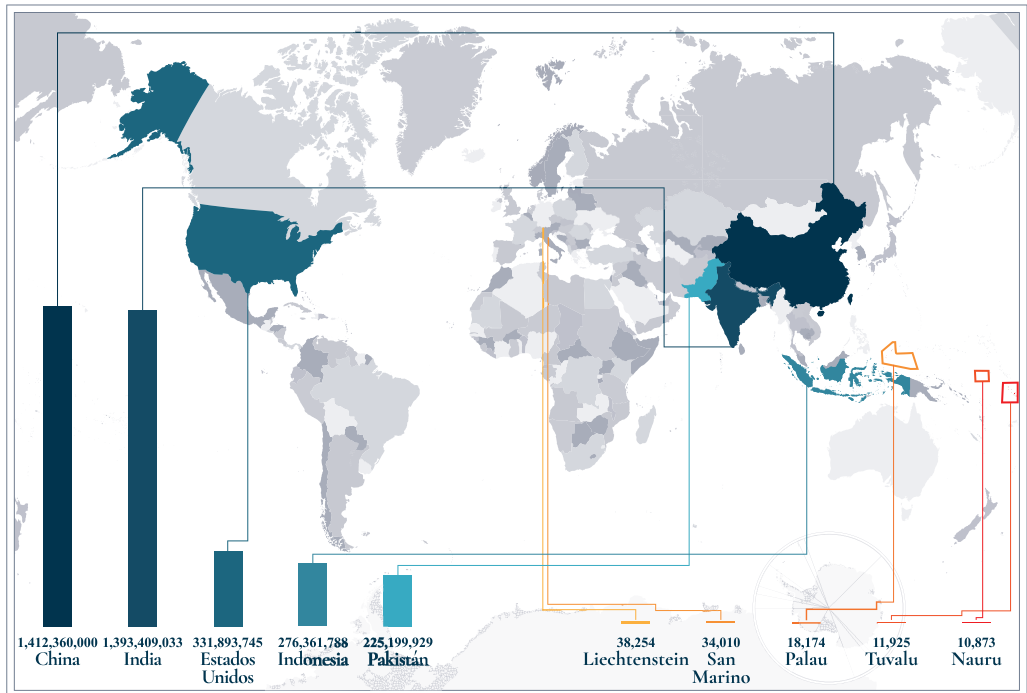 1,412,360,000
China
1,393,409,033
India
331,893,745
Estados
Unidos
276,361,788
Indonesia
225,199,929
Pakistán
38,254
Liechtenstein
34,010
San
Marino
18,174
Palau
11,925
Tuvalu
10,873
Nauru